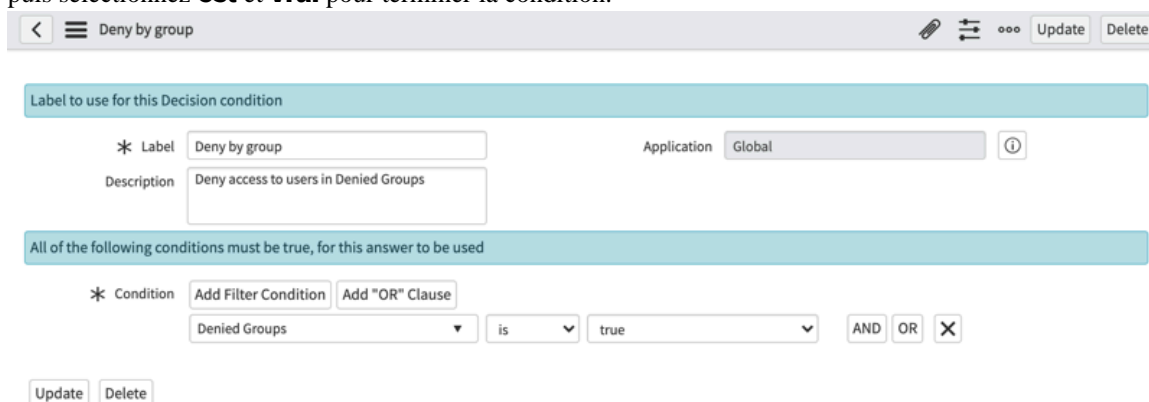 puis sélectionnez est et vrai pour terminer la condition.
Deny by group
Update Delete
Label to use for this Decision condition
Label Deny by group Application Global
Description Deny access to users in Denied Groups
All of the following conditions must be true, for this answer to be used
Condition Add Filter Condition Add "OR" Clause
Denied Groups is true AND OR
Update Delete